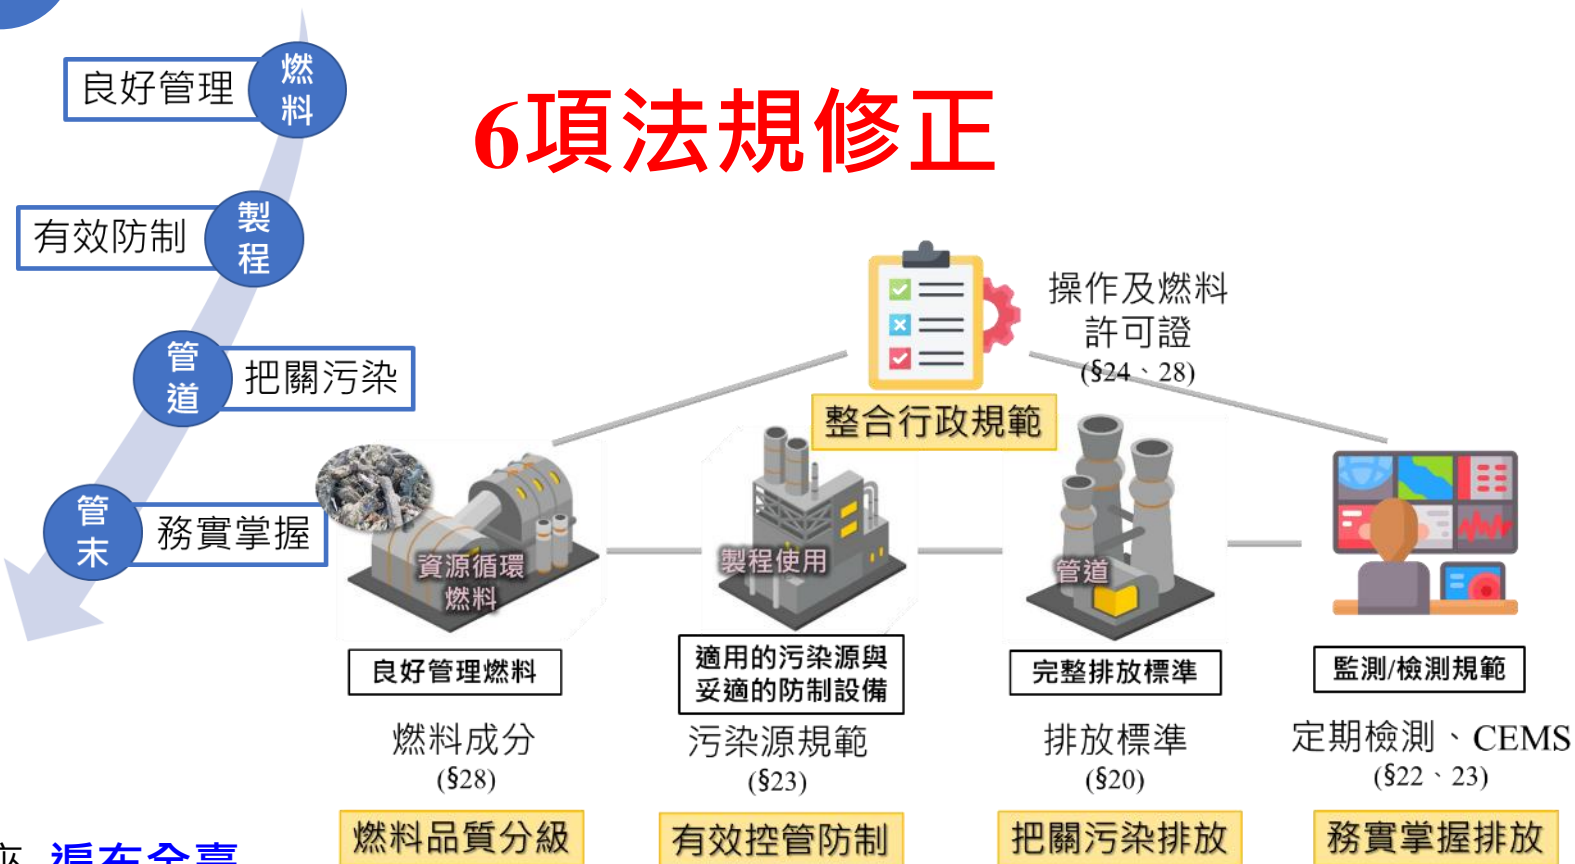 6項法規修正
良好管理
燃料
有效防制
製程
管道
把關污染
管末
務實掌握
操作及燃料
許可證
(§24、28)
整合行政規範
資源循環
燃料
製程使用
管道
良好管理燃料
適用的污染源與
妥適的防制設備
完整排放標準
監測/檢測規範
燃料成分
(§28)
污染源規範
(§23)
排放標準
(§20)
定期檢測、CEMS
(§22、23)
燃料品質分級
有效控管防制
把關污染排放
務實掌握排放
遍布全臺